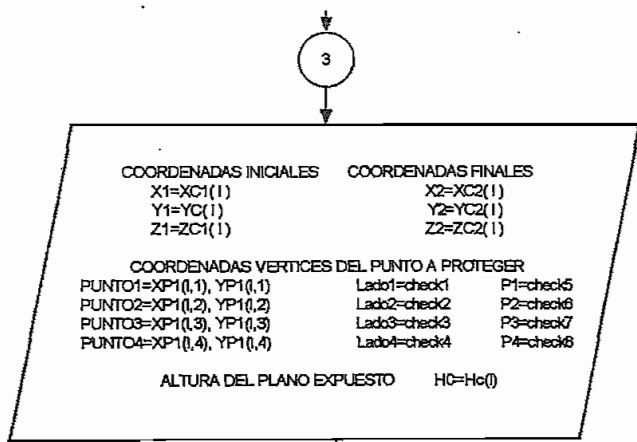 3
COORDENADAS INICIALES COORDENADAS FINALES
X1=XC1( I ) X2=XC2( I )
Y1=YC( I ) Y2=YC2( I )
Z1=ZC1( I ) Z2=ZC2( I )
COORDENADAS VERTICES DEL PUNTO A PROTEGER
PUNTO1=XP1(I,1), YP1(I,1) Lado1=check1 P1=check5
PUNTO2=XP1(I,2), YP1(I,2) Lado2=check2 P2=check6
PUNTO3=XP1(I,3), YP1(I,3) Lado3=check3 P3=check7
PUNTO4=XP1(I,4), YP1(I,4) Lado4=check4 P4=check8
ALTURA DEL PLANO EXPUESTO H0=Hc(I)